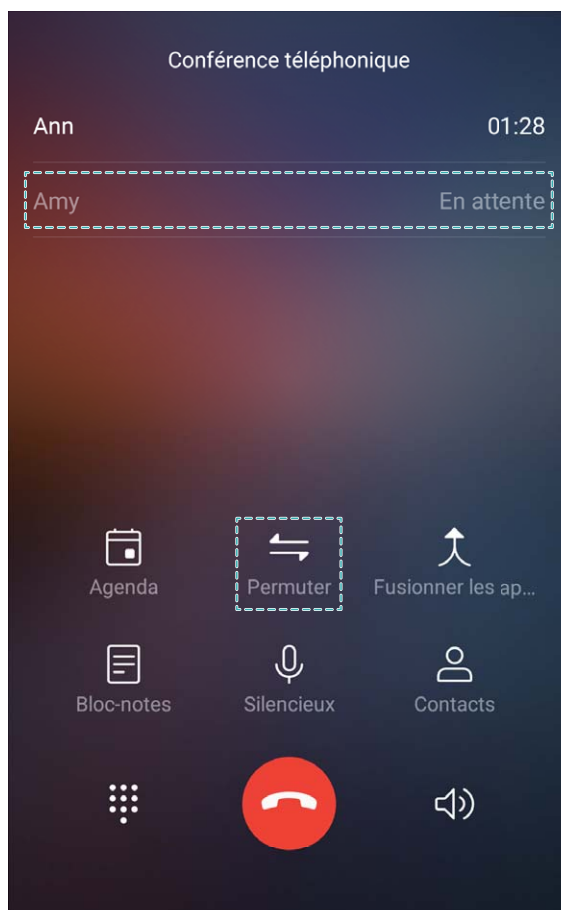 Conférence téléphonique
Ann 01:28
Amy En attente
Agenda Permuter Fusionner les ap...
Bloc-notes Silencieux Contacts